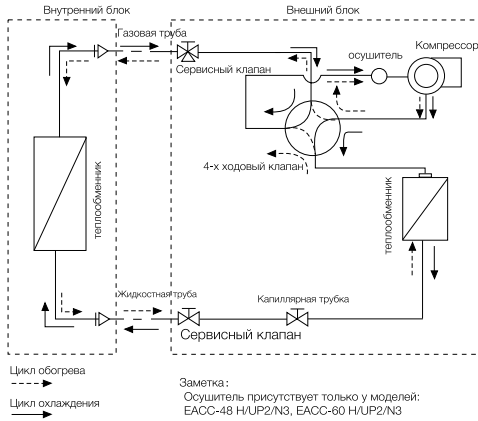 Внутренний блок
Внешний блок
Газовая труба
осушитель
Компрессор
Сервисный клапан
4-х ходовый клапан
теплообменник
теплообменник
Жидкостная труба
Капиллярная трубка
Сервисный клапан
Цикл обогрева
Цикл охлаждения
Заметка:
Осушитель присутствует только у моделей:
EACC-48 H/UP2/N3, EACC-60 H/UP2/N3